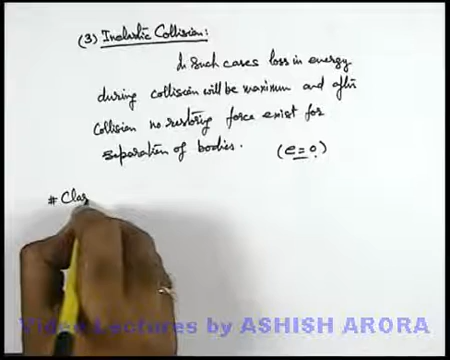 (3) Inelastic Collision:
In Such cases loss in energy
during collision will be maximum and after
Collision no restoring force exist for
separation of bodies. (e = 0)
# Clas
Video Lectures by ASHISH ARORA